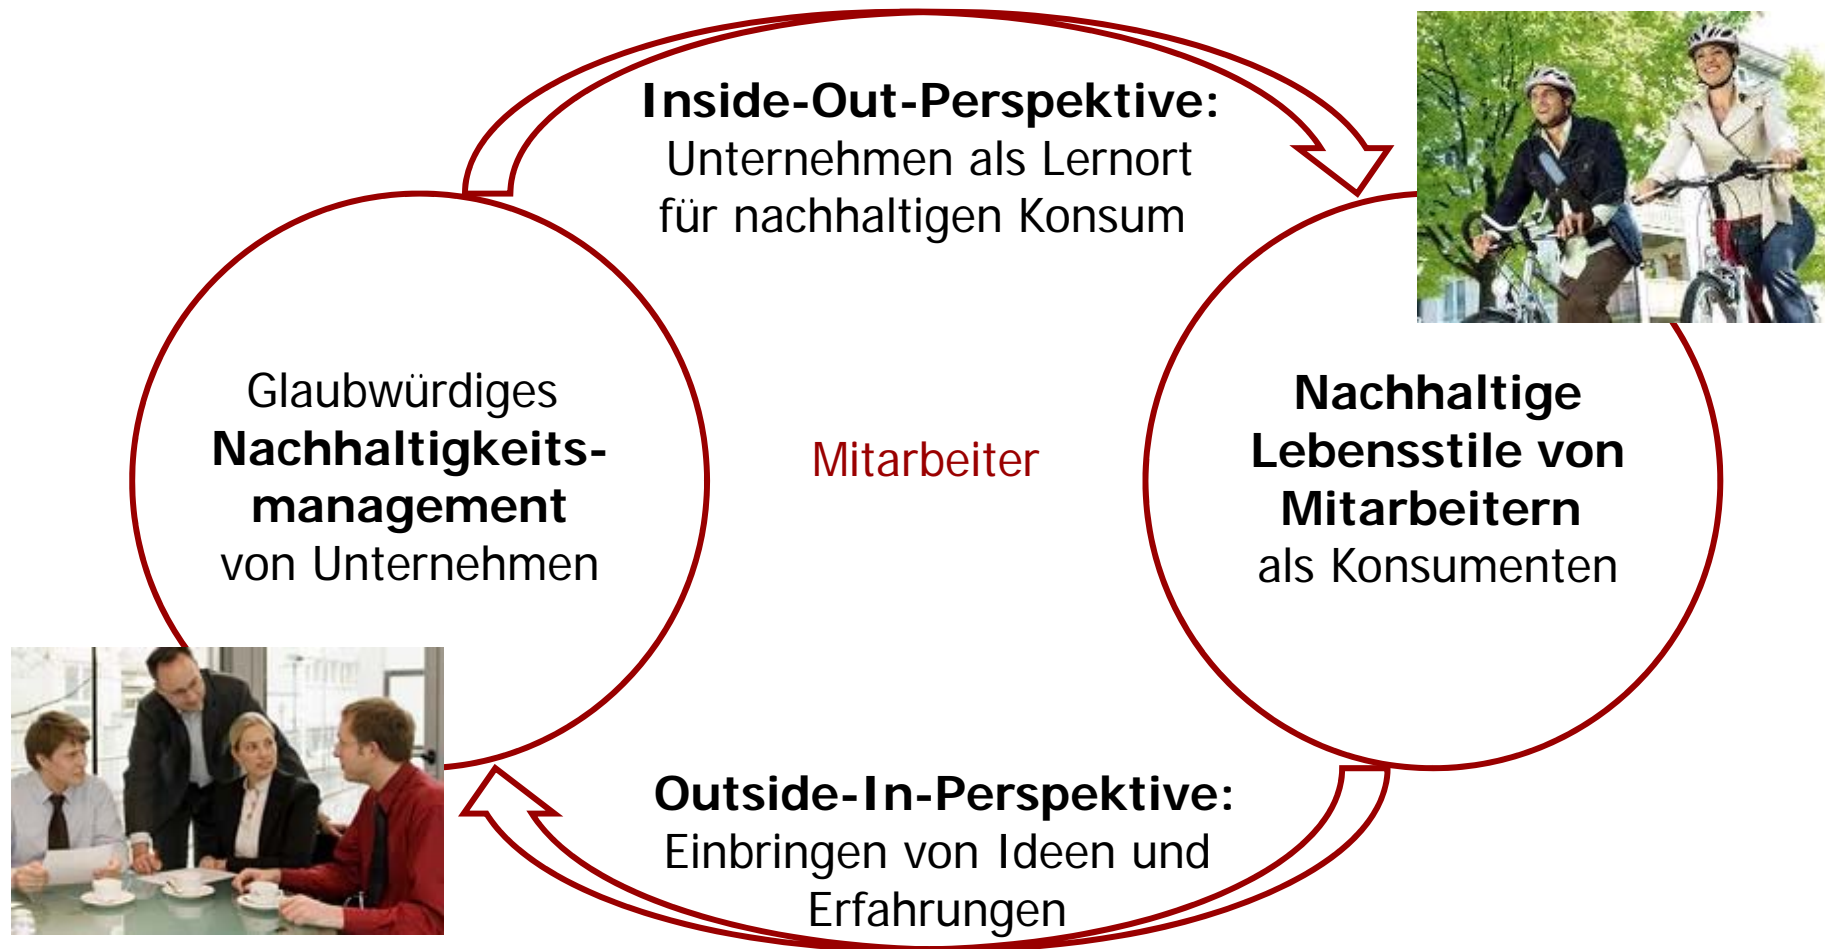 Inside-Out-Perspektive:
Unternehmen als Lernort
für nachhaltigen Konsum
Glaubwürdiges
Nachhaltigkeits-
management
von Unternehmen
Mitarbeiter
Nachhaltige
Lebensstile von
Mitarbeitern
als Konsumenten
Outside-In-Perspektive:
Einbringen von Ideen und
Erfahrungen